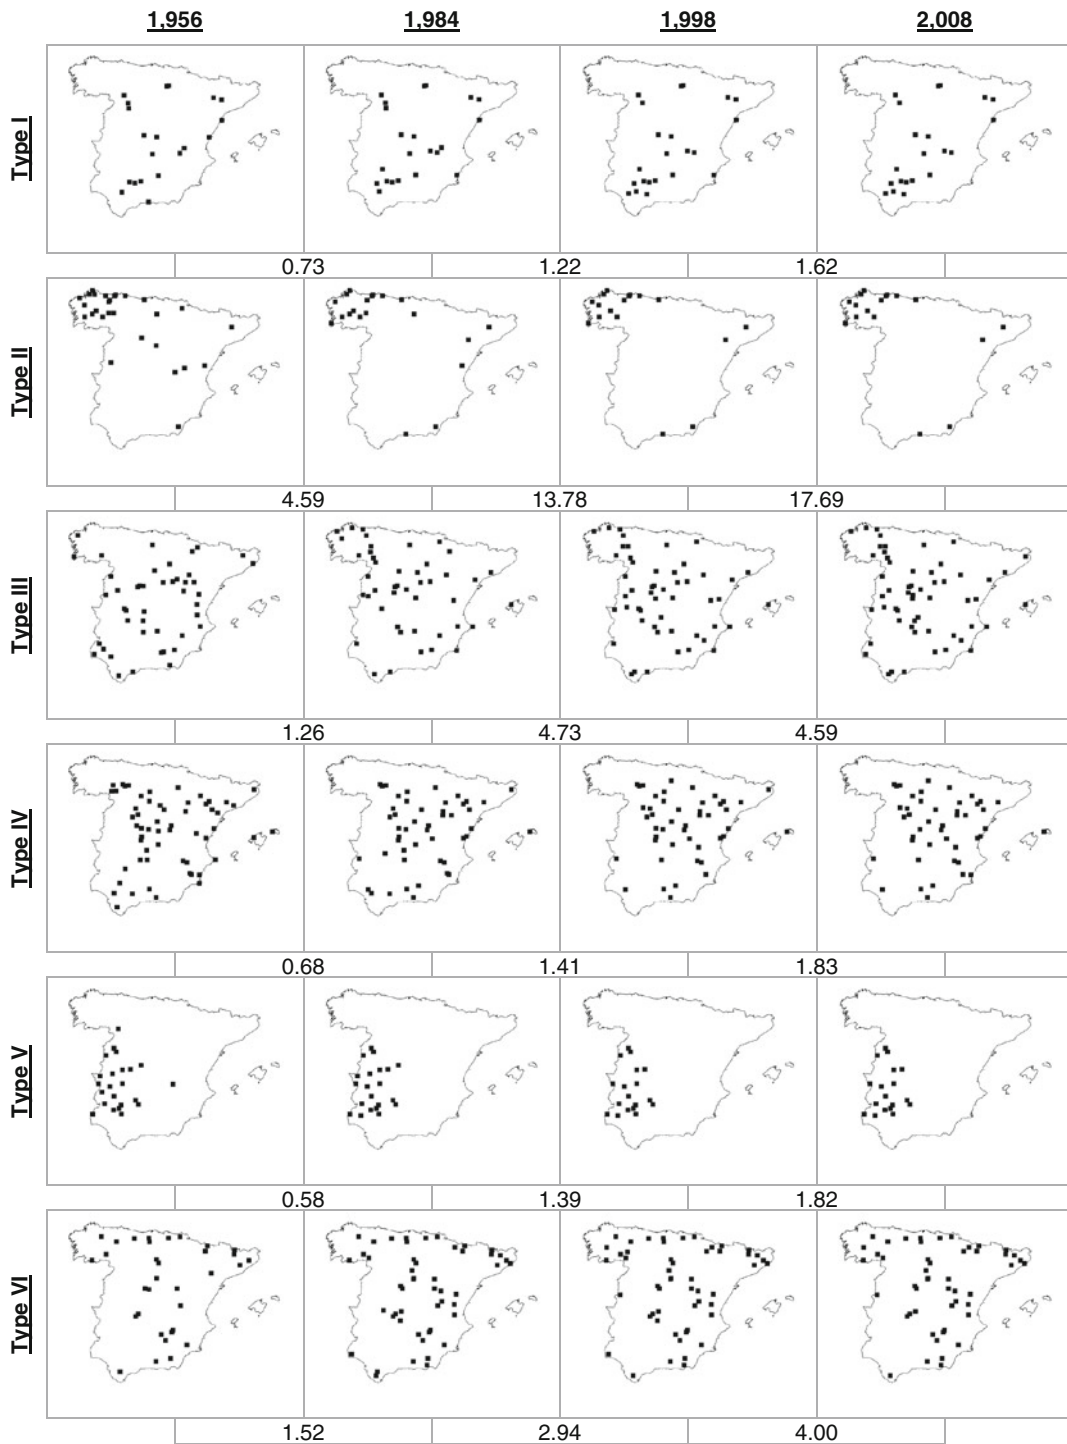 1,956 1,984 1,998 2,008
Type I
0.73 1.22 1.62
Type II
4.59 13.78 17.69
Type III
1.26 4.73 4.59
Type IV
0.68 1.41 1.83
Type V
0.58 1.39 1.82
Type VI
1.52 2.94 4.00